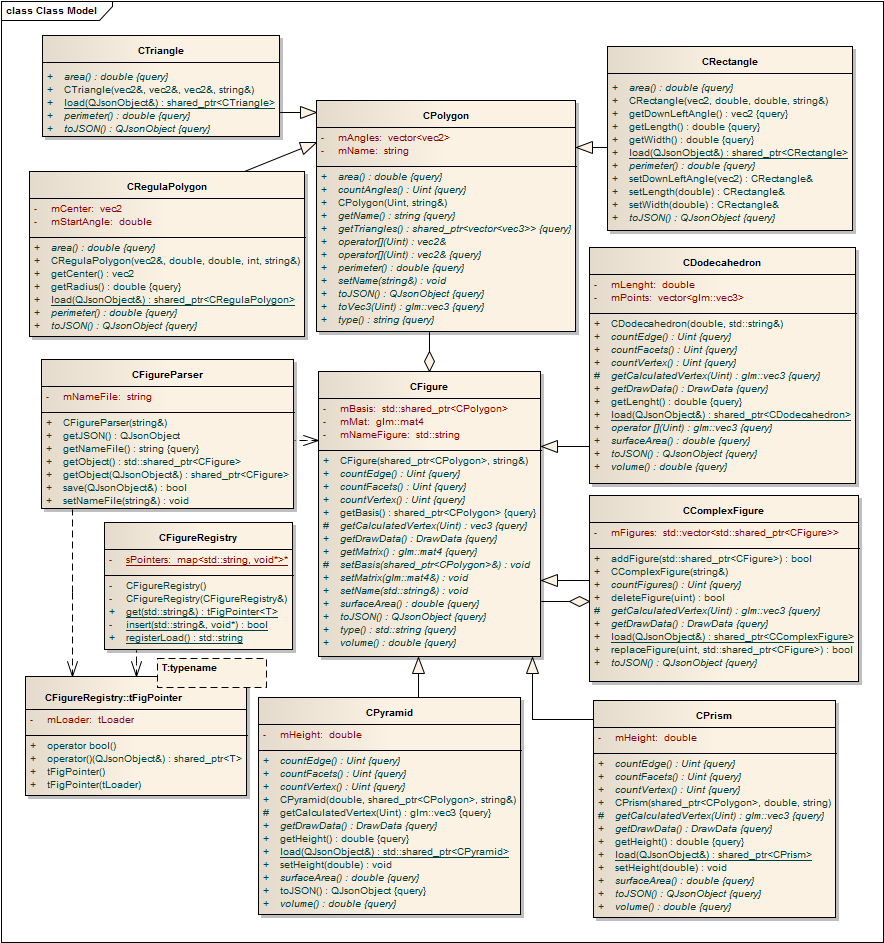 class Class Model
CTriangle
+ area() : double {query}
+ CTriangle(vec2&, vec2&, vec2&, string&)
+ load(QJsonObject&) : shared_ptr<CTriangle>
+ perimeter() : double {query}
+ toJSON() : QJsonObject {query}
CPolygon
- mAngles: vector<vec2>
- mName: string
+ area() : double {query}
+ countAngles() : Uint {query}
+ CPolygon(Uint, string&)
+ getName() : string {query}
+ getTriangles() : shared_ptr<vector<vec3>> {query}
+ operator[](Uint) : vec2&
+ operator[](Uint) : vec2& {query}
+ perimeter() : double {query}
+ setName(string&) : void
+ toJSON() : QJsonObject {query}
+ toVec3(Uint) : glm::vec3 {query}
+ type() : string {query}
CRectangle
+ area() : double {query}
+ CRectangle(vec2, double, double, string&)
+ getDownLeftAngle() : vec2 {query}
+ getLength() : double {query}
+ getWidth() : double {query}
+ load(QJsonObject&) : shared_ptr<CRectangle>
+ perimeter() : double {query}
+ setDownLeftAngle(vec2) : CRectangle&
+ setLength(double) : CRectangle&
+ setWidth(double) : CRectangle&
+ toJSON() : QJsonObject {query}
CRegulaPolygon
- mCenter: vec2
- mStartAngle: double
+ area() : double {query}
+ CRegulaPolygon(vec2&, double, double, int, string&)
+ getCenter() : vec2
+ getRadius() : double {query}
+ load(QJsonObject&) : shared_ptr<CRegulaPolygon>
+ perimeter() : double {query}
+ toJSON() : QJsonObject {query}
CDodecahedron
- mLenght: double
- mPoints: vector<glm::vec3>
+ CDodecahedron(double, std::string&)
+ countEdge() : Uint {query}
+ countFacets() : Uint {query}
+ countVertex() : Uint {query}
# getCalculatedVertex(Uint) : glm::vec3 {query}
+ getDrawData() : DrawData {query}
+ getLenght() : double {query}
+ load(QJsonObject&) : shared_ptr<CDodecahedron>
+ operator [](Uint) : glm::vec3 {query}
+ surfaceArea() : double {query}
+ toJSON() : QJsonObject {query}
+ volume() : double {query}
CFigureParser
- mNameFile: string
+ CFigureParser(string&)
+ getJSON() : QJsonObject
+ getNameFile() : string {query}
+ getObject() : std::shared_ptr<CFigure>
+ getObject(QJsonObject&) : shared_ptr<CFigure>
+ save(QJsonObject&) : bool
+ setNameFile(string&) : void
CFigure
- mBasis: std::shared_ptr<CPolygon>
- mMat: glm::mat4
- mNameFigure: std::string
+ CFigure(shared_ptr<CPolygon>, string&)
+ countEdge() : Uint {query}
+ countFacets() : Uint {query}
+ countVertex() : Uint {query}
+ getBasis() : shared_ptr<CPolygon> {query}
# getCalculatedVertex(Uint) : vec3 {query}
+ getDrawData() : DrawData {query}
+ getMatrix() : glm::mat4 {query}
# setBasis(shared_ptr<CPolygon>&) : void
+ setMatrix(glm::mat4&) : void
+ setName(std::string&) : void
+ surfaceArea() : double {query}
+ toJSON() : QJsonObject {query}
+ type() : std::string {query}
+ volume() : double {query}
CComplexFigure
- mFigures: std::vector<std::shared_ptr<CFigure>>
+ addFigure(std::shared_ptr<CFigure>) : bool
+ CComplexFigure(string&)
+ countFigures() : Uint {query}
+ deleteFigure(uint) : bool
# getCalculatedVertex(Uint) : glm::vec3 {query}
+ getDrawData() : DrawData {query}
+ load(QJsonObject&) : shared_ptr<CComplexFigure>
+ replaceFigure(uint, std::shared_ptr<CFigure>) : bool
+ toJSON() : QJsonObject {query}
CFigureRegistry
- sPointers: map<std::string, void*>*
- CFigureRegistry()
- CFigureRegistry(CFigureRegistry&)
+ get(std::string&) : tFigPointer<T>
- insert(std::string&, void*) : bool
+ registerLoad() : std::string
T:typename
CFigureRegistry::tFigPointer
- mLoader: tLoader
+ operator bool()
+ operator()(QJsonObject&) : shared_ptr<T>
+ tFigPointer()
+ tFigPointer(tLoader)
CPyramid
- mHeight: double
+ countEdge() : Uint {query}
+ countFacets() : Uint {query}
+ countVertex() : Uint {query}
+ CPyramid(double, shared_ptr<CPolygon>, string&)
# getCalculatedVertex(Uint) : glm::vec3 {query}
+ getDrawData() : DrawData {query}
+ getHeight() : double {query}
+ load(QJsonObject&) : std::shared_ptr<CPyramid>
+ setHeight(double) : void
+ surfaceArea() : double {query}
+ toJSON() : QJsonObject {query}
+ volume() : double {query}
CPrism
- mHeight: double
+ countEdge() : Uint {query}
+ countFacets() : Uint {query}
+ countVertex() : Uint {query}
+ CPrism(shared_ptr<CPolygon>, double, string)
# getCalculatedVertex(Uint) : glm::vec3 {query}
+ getDrawData() : DrawData {query}
+ getHeight() : double {query}
+ load(QJsonObject&) : shared_ptr<CPrism>
+ setHeight(double) : void
+ surfaceArea() : double {query}
+ toJSON() : QJsonObject {query}
+ volume() : double {query}